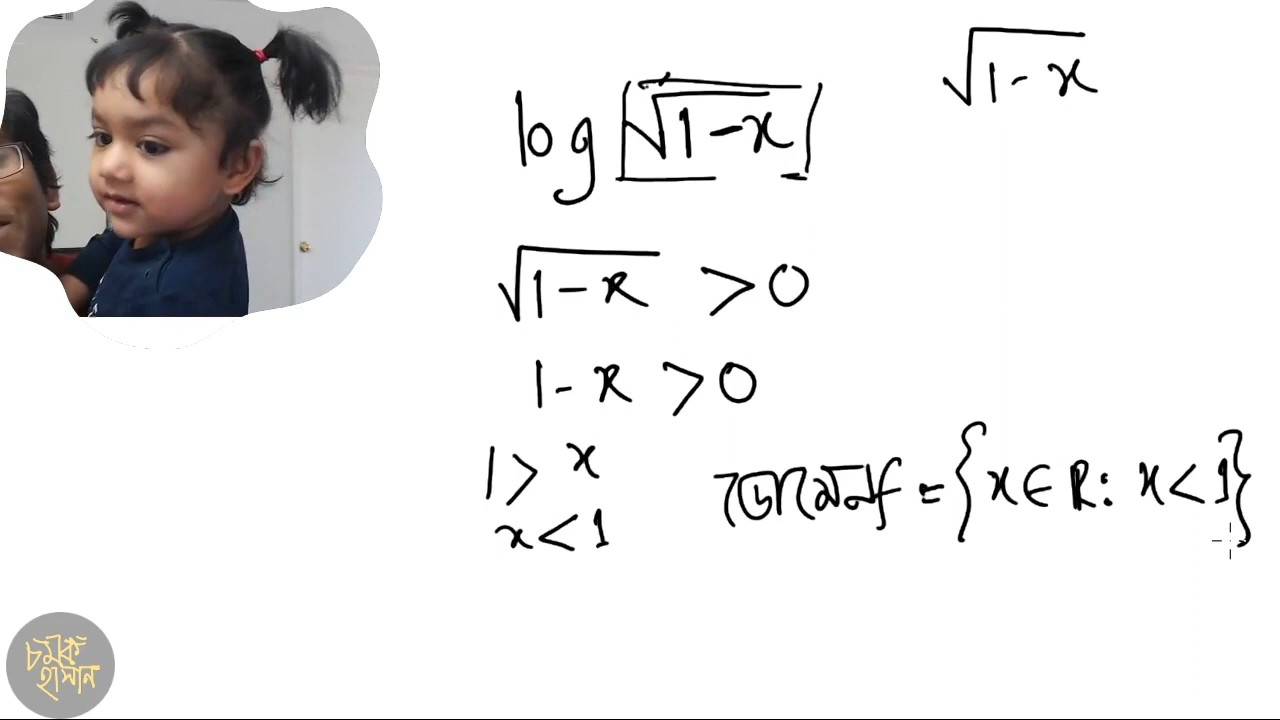 √1-x
log √1-x
√1-x > 0
1-x > 0
1 > x
ডোমেন f = {x ∈ R : x < 1}
x < 1
চমক
হাসান